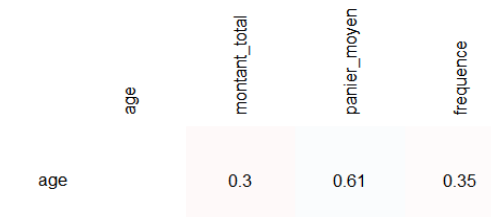 age montant_total panier_moyen frequence
age 0.3 0.61 0.35